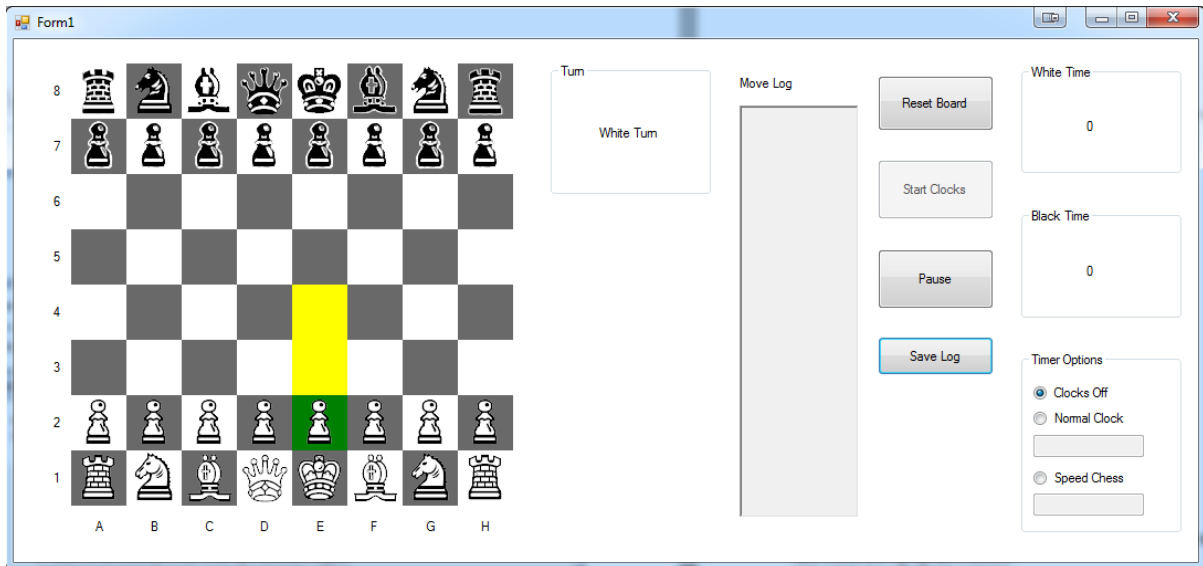 Form1
8
7
6
5
4
3
2
1
A B C D E F G H
Turn
White Turn
Move Log
Reset Board
Start Clocks
Pause
Save Log
White Time
0
Black Time
0
Timer Options
Clocks Off
Normal Clock
Speed Chess